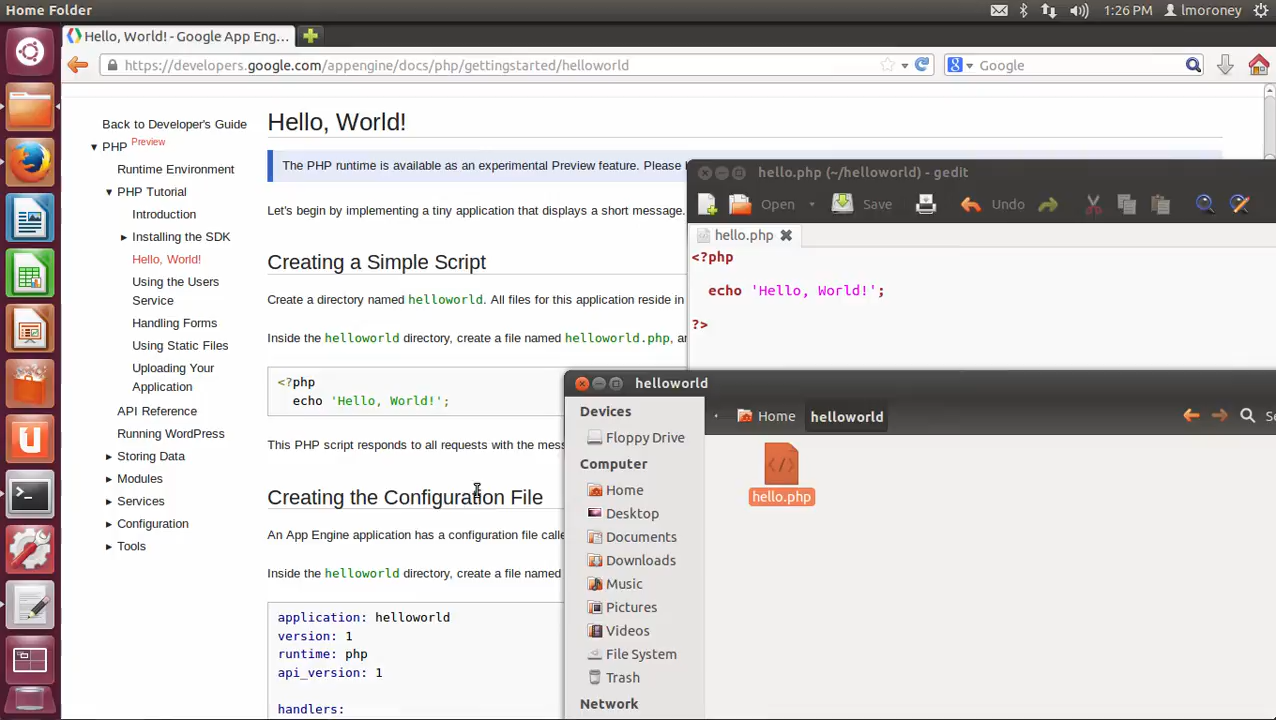 Home Folder
1:26 PM
lmoroney
Hello, World! - Google App Eng...
https://developers.google.com/appengine/docs/php/gettingstarted/helloworld
Google
Back to Developer's Guide
PHP Preview
Runtime Environment
PHP Tutorial
Introduction
Installing the SDK
Hello, World!
Using the Users
Service
Handling Forms
Using Static Files
Uploading Your
Application
API Reference
Running WordPress
Storing Data
Modules
Services
Configuration
Tools
Hello, World!
The PHP runtime is available as an experimental Preview feature. Please
Let's begin by implementing a tiny application that displays a short message.
Creating a Simple Script
Create a directory named helloworld. All files for this application reside in
Inside the helloworld directory, create a file named helloworld.php,
<?php
echo 'Hello, World!';
This PHP script responds to all requests with the
Creating the Configuration File
An App Engine application has a configuration file
Inside the helloworld directory, create a file named
application: helloworld
version: 1
runtime: php
api_version: 1
handlers:
hello.php (~/helloworld) - gedit
Open
Save
Undo
hello.php
<?php
echo 'Hello, World!';
?>
helloworld
Devices
Floppy Drive
Computer
Home
Desktop
Documents
Downloads
Music
Pictures
Videos
File System
Trash
Network
Home
helloworld
hello.php